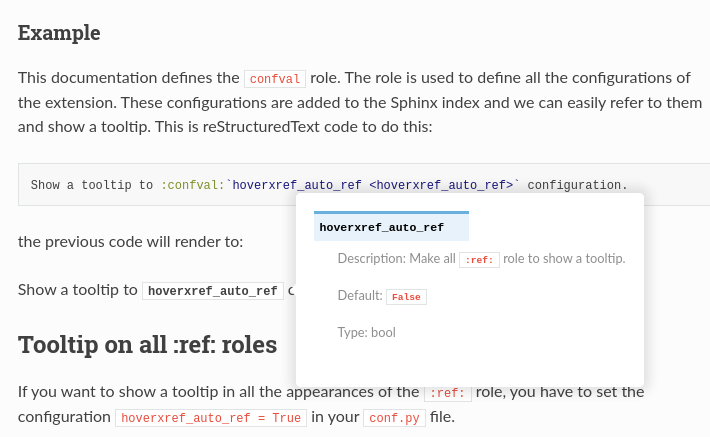 Example
This documentation defines the confval role. The role is used to define all the configurations of
the extension. These configurations are added to the Sphinx index and we can easily refer to them
and show a tooltip. This is reStructuredText code to do this:
Show a tooltip to :confval:`hoverxref_auto_ref <hoverxref_auto_ref>` configuration.
hoverxref_auto_ref
the previous code will render to:
Description: Make all :ref: role to show a tooltip.
Show a tooltip to hoverxref_auto_ref
Default: False
Type: bool
Tooltip on all :ref: roles
If you want to show a tooltip in all the appearances of the :ref: role, you have to set the
configuration hoverxref_auto_ref = True in your conf.py file.